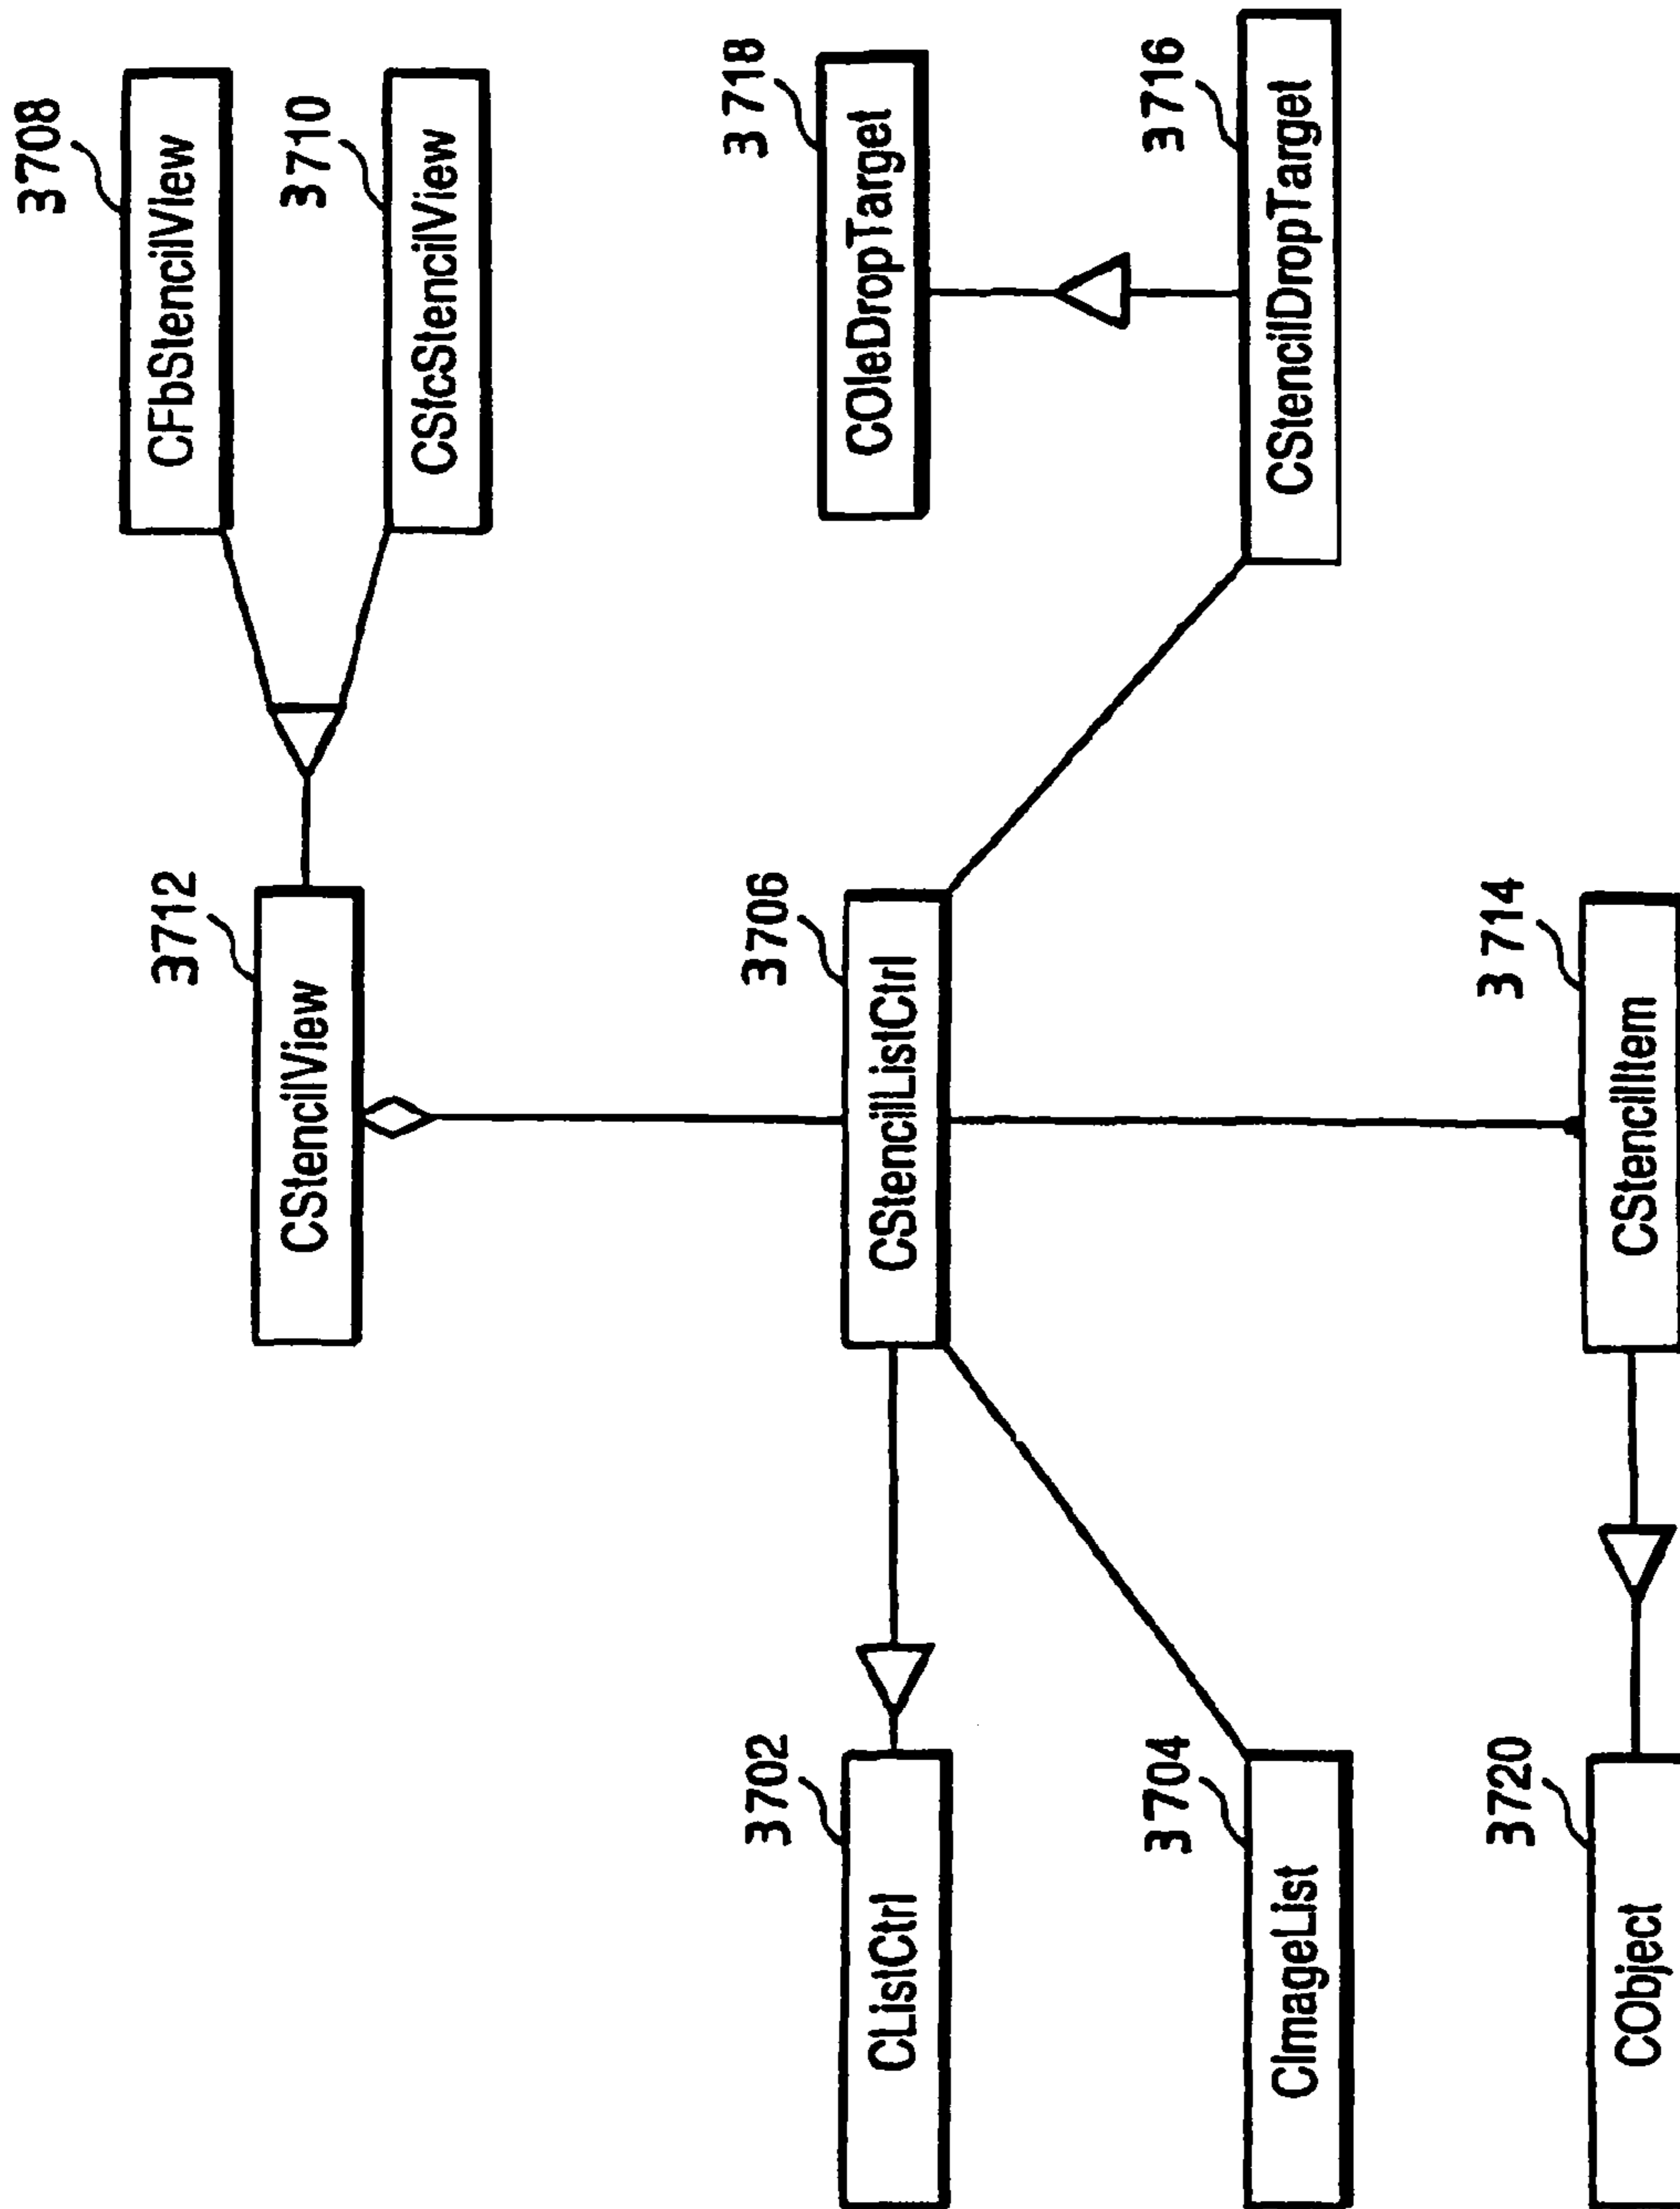 3708
CFbStencilView
3712
3710
CStencilView
CStcStencilView
3702
3706
3718
CListCtrl
CStencilListCtrl
COleDropTarget
3704
3716
CImageList
CStencilDropTarget
3720
3714
CObject
CStencilItem